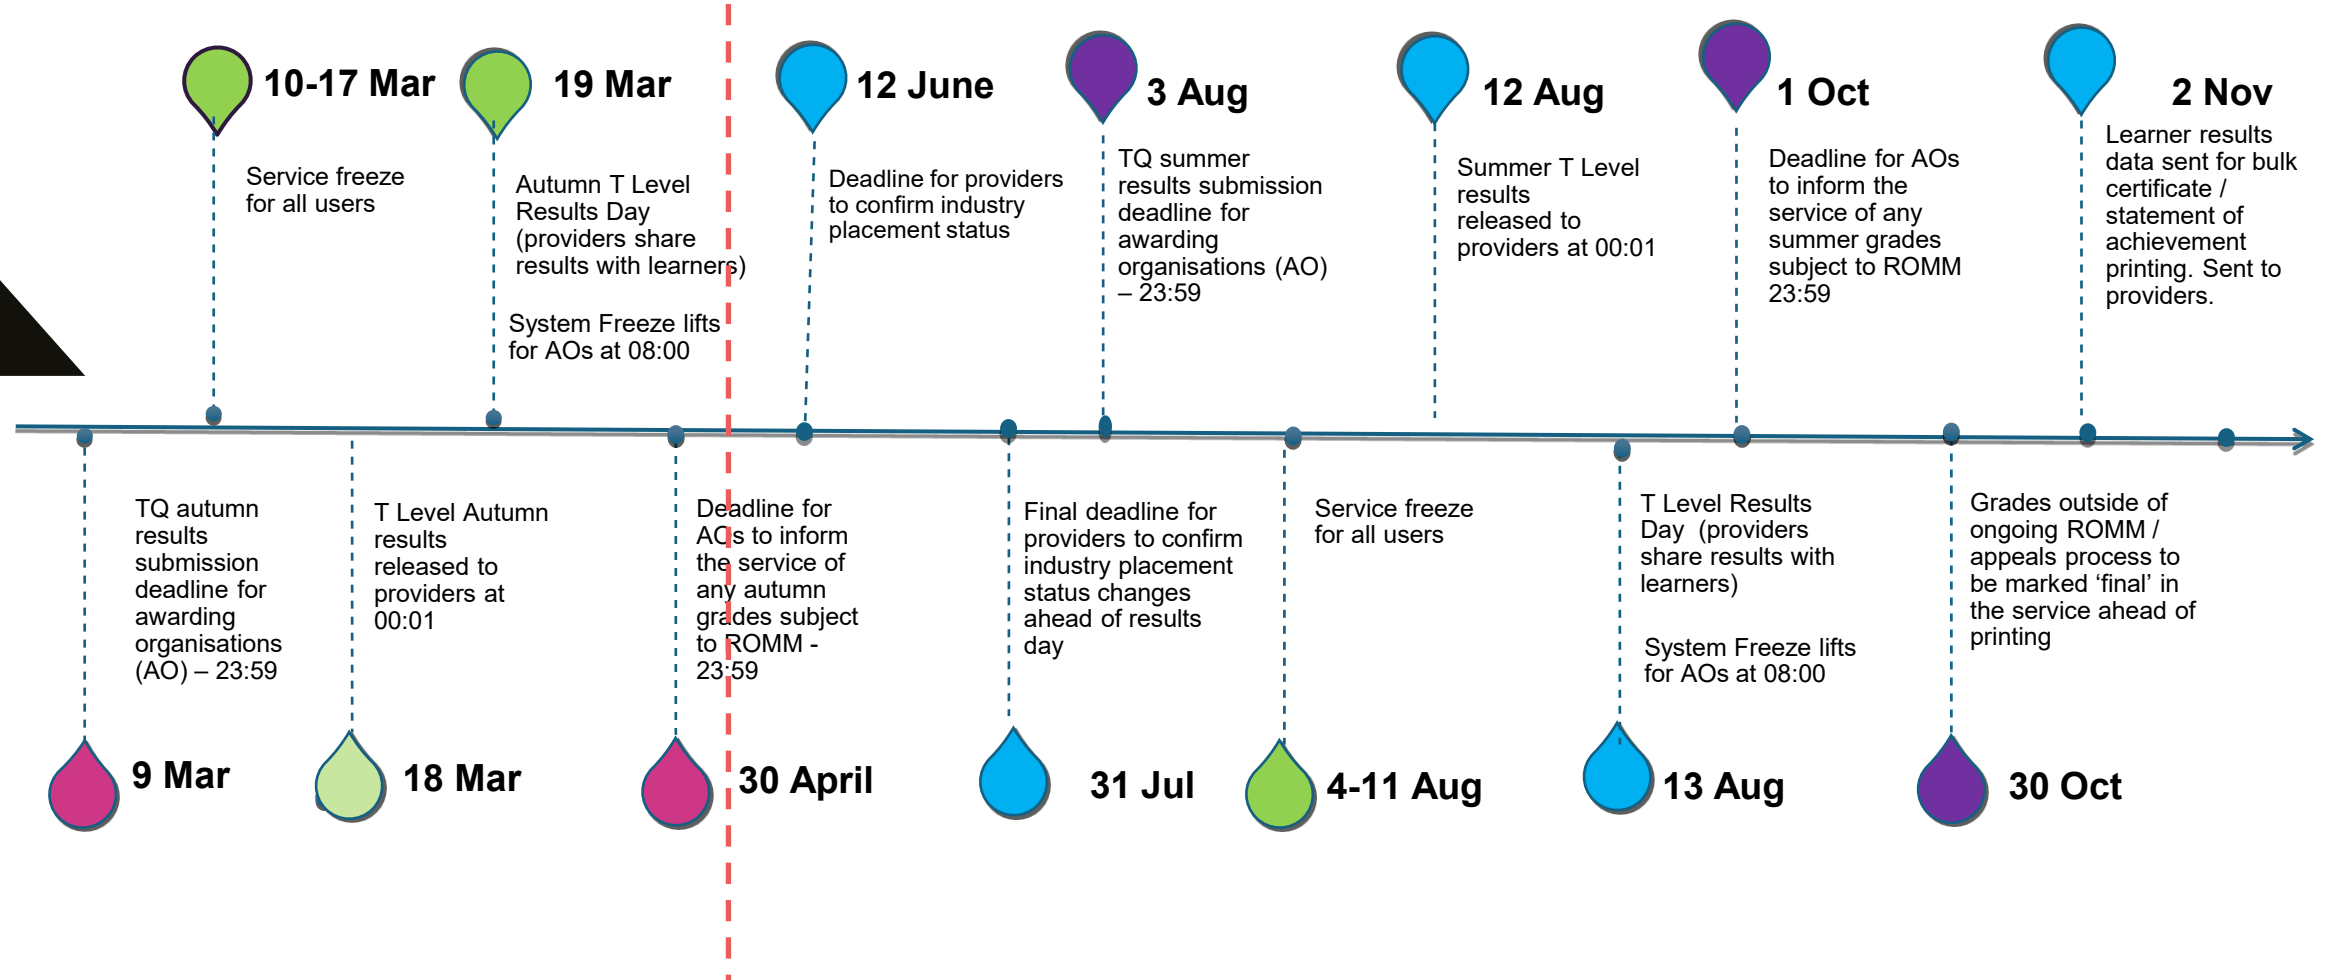 10-17 Mar
Service freeze
for all users
19 Mar
Autumn T Level
Results Day
(providers share
results with learners)
System Freeze lifts
for AOs at 08:00
12 June
Deadline for providers
to confirm industry
placement status
3 Aug
TQ summer
results submission
deadline for
awarding
organisations (AO)
– 23:59
12 Aug
Summer T Level
results
released to
providers at 00:01
1 Oct
Deadline for AOs
to inform the
service of any
summer grades
subject to ROMM
23:59
2 Nov
Learner results
data sent for bulk
certificate /
statement of
achievement
printing. Sent to
providers.
TQ autumn
results
submission
deadline for
awarding
organisations
(AO) – 23:59
9 Mar
T Level Autumn
results
released to
providers at
00:01
18 Mar
Deadline for
AOs to inform
the service of
any autumn
grades subject
to ROMM -
23:59
30 April
Final deadline for
providers to confirm
industry placement
status changes
ahead of results
day
31 Jul
Service freeze
for all users
4-11 Aug
T Level Results
Day  (providers
share results with
learners)
System Freeze lifts
for AOs at 08:00
13 Aug
Grades outside of
ongoing ROMM /
appeals process to
be marked ‘final’ in
the service ahead of
printing
30 Oct